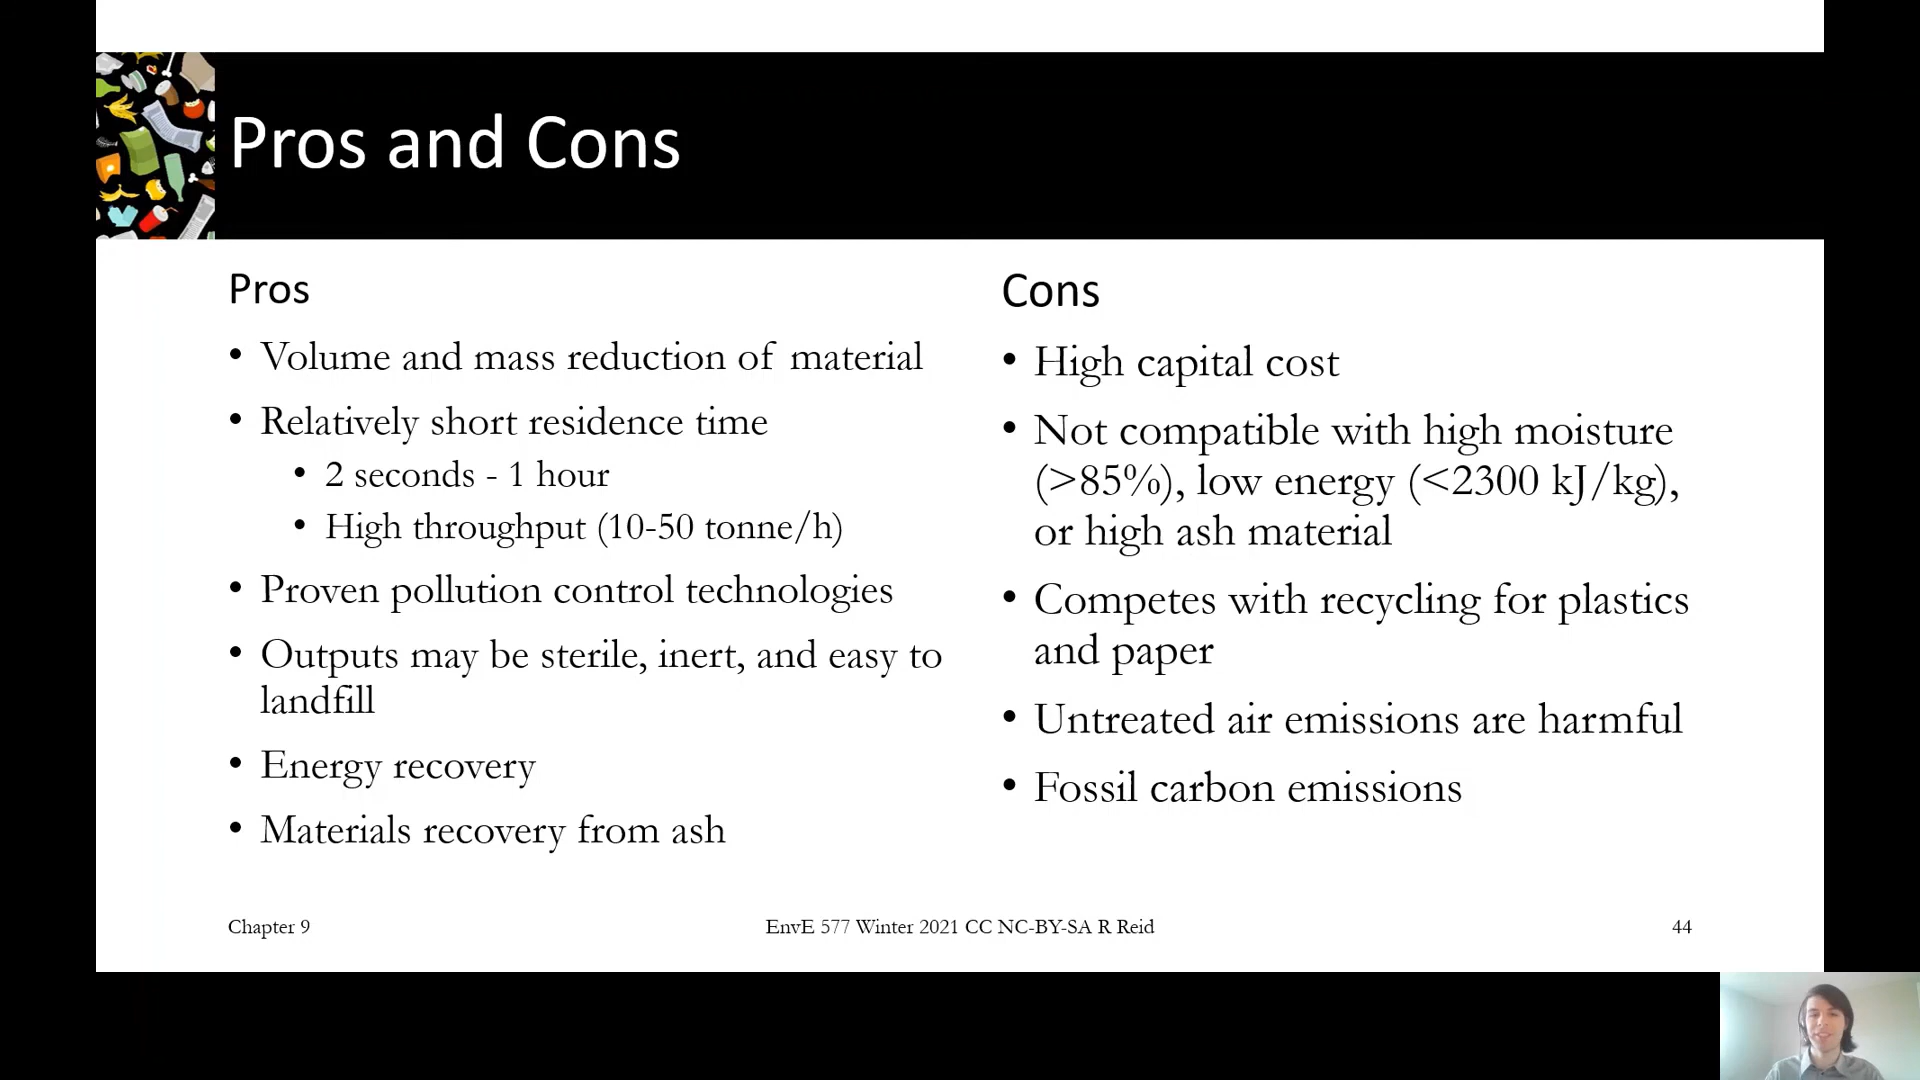 Pros and Cons
Pros
• Volume and mass reduction of material
• Relatively short residence time
• 2 seconds - 1 hour
• High throughput (10-50 tonne/h)
• Proven pollution control technologies
• Outputs may be sterile, inert, and easy to
landfill
• Energy recovery
• Materials recovery from ash
Cons
• High capital cost
• Not compatible with high moisture
(>85%), low energy (<2300 kJ/kg),
or high ash material
• Competes with recycling for plastics
and paper
• Untreated air emissions are harmful
• Fossil carbon emissions
Chapter 9
EnvE 577 Winter 2021 CC NC-BY-SA R Reid
44